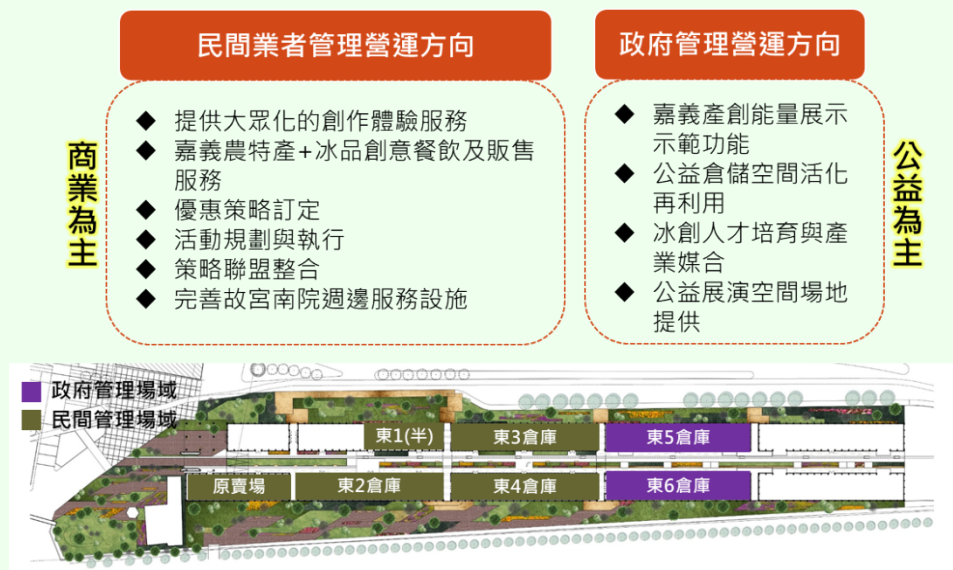 民間業者管理營運方向
政府管理營運方向
商業為主
◆ 提供大眾化的創作體驗服務
◆ 嘉義農特產+冰品創意餐飲及販售
服務
◆ 優惠策略訂定
◆ 活動規劃與執行
◆ 策略聯盟整合
◆ 完善故宮南院週邊服務設施
◆ 嘉義產創能量展示
示範功能
◆ 公益倉儲空間活化
再利用
◆ 冰創人才培育與產
業媒合
◆ 公益展演空間場地
提供
公益為主
政府管理場域
民間管理場域
東1(半)
東3倉庫
東5倉庫
原賣場
東2倉庫
東4倉庫
東6倉庫